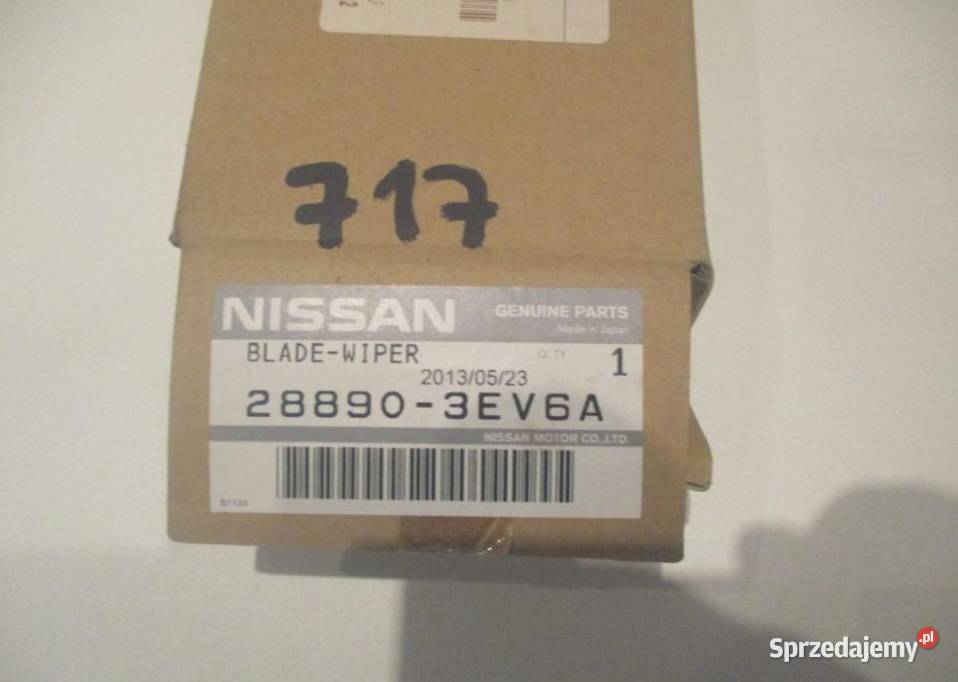 717
NISSAN
GENUINE PARTS
Made in Japan
BLADE-WIPER
Q'TY
1
2013/05/23
28890-3EV6A
NISSAN MOTOR CO.,LTD.
Sprzedajemy.pl